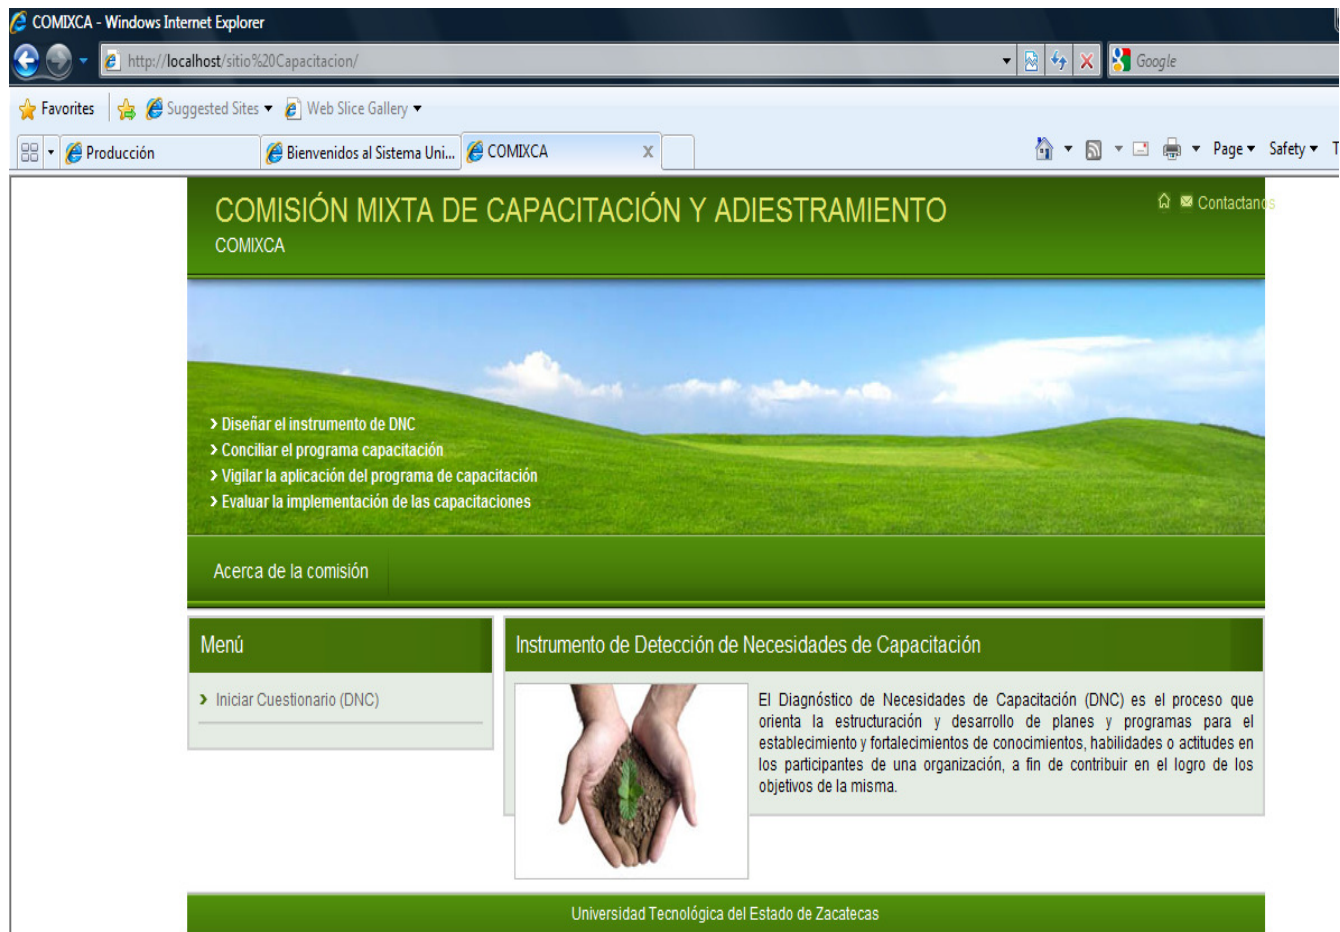 COMIXCA - Windows Internet Explorer
http://localhost/sitio%20Capacitacion/
Google
Favorites Suggested Sites Web Slice Gallery
Producción Bienvenidos al Sistema Uni... COMIXCA X Page Safety T
COMISIÓN MIXTA DE CAPACITACIÓN Y ADIESTRAMIENTO
Contactanos
COMIXCA
> Diseñar el instrumento de DNC
> Conciliar el programa capacitación
> Vigilar la aplicación del programa de capacitación
> Evaluar la implementación de las capacitaciones
Acerca de la comisión
Menú
> Iniciar Cuestionario (DNC)
Instrumento de Detección de Necesidades de Capacitación
El Diagnóstico de Necesidades de Capacitación (DNC) es el proceso que
orienta la estructuración y desarrollo de planes y programas para el
establecimiento y fortalecimientos de conocimientos, habilidades o actitudes en
los participantes de una organización, a fin de contribuir en el logro de los
objetivos de la misma.
Universidad Tecnológica del Estado de Zacatecas